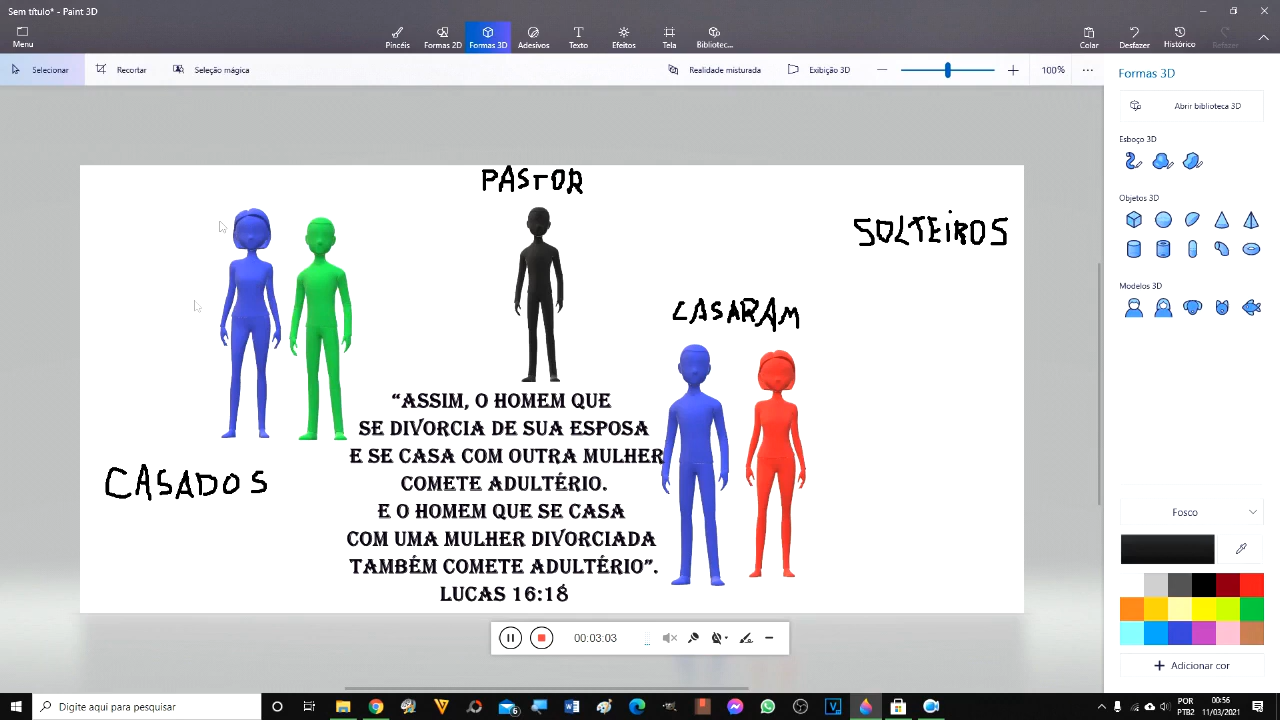 Sem título* - Paint 3D
Menu
Pincéis
Formas 2D
Formas 3D
Adesivos
Texto
Efeitos
Tela
Bibliotec...
Colar
Desfazer
Histórico
Refazer
Selecionar
Recortar
Seleção mágica
Realidade misturada
Exibição 3D
100%
Formas 3D
Abrir biblioteca 3D
Esboço 3D
Objetos 3D
Modelos 3D
Fosco
Adicionar cor
PASTOR
SOLTEIROS
CASARAM
CASADOS
“ASSIM, O HOMEM QUE
SE DIVORCIA DE SUA ESPOSA
E SE CASA COM OUTRA MULHER
COMETE ADULTÉRIO.
E O HOMEM QUE SE CASA
COM UMA MULHER DIVORCIADA
TAMBÉM COMETE ADULTÉRIO”.
LUCAS 16:18
00:03:03
Digite aqui para pesquisar
6
POR
PTB2
00:56
11/03/2021